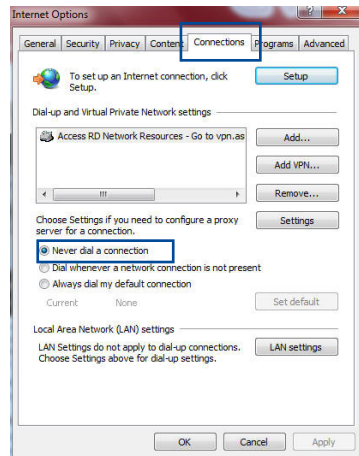 Internet Options
General Security Privacy Content Connections Programs Advanced
To set up an Internet connection, click
Setup.
Setup
Dial-up and Virtual Private Network settings
Access RD Network Resources - Go to vpn.as
Add...
Add VPN...
Remove...
Choose Settings if you need to configure a proxy
server for a connection.
Settings
Never dial a connection
Dial whenever a network connection is not present
Always dial my default connection
Current None
Set default
Local Area Network (LAN) settings
LAN Settings do not apply to dial-up connections.
Choose Settings above for dial-up settings.
LAN settings
OK Cancel Apply